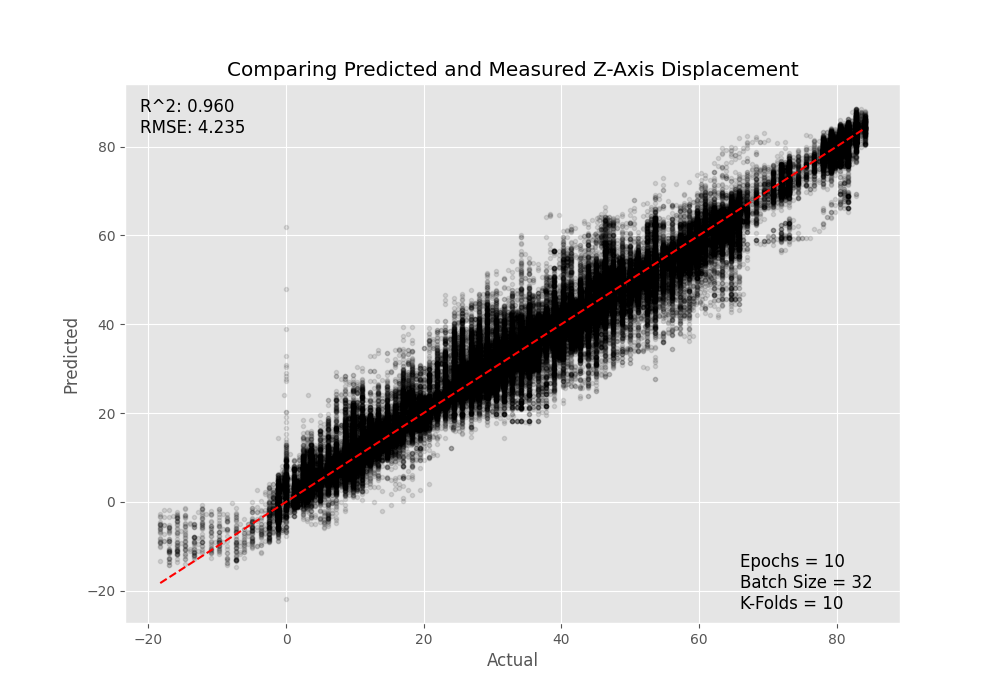 Comparing Predicted and Measured Z-Axis Displacement
R^2: 0.960
RMSE: 4.235
80
60
40
20
0
−20
Predicted
Epochs = 10
Batch Size = 32
K-Folds = 10
−20 0 20 40 60 80
Actual